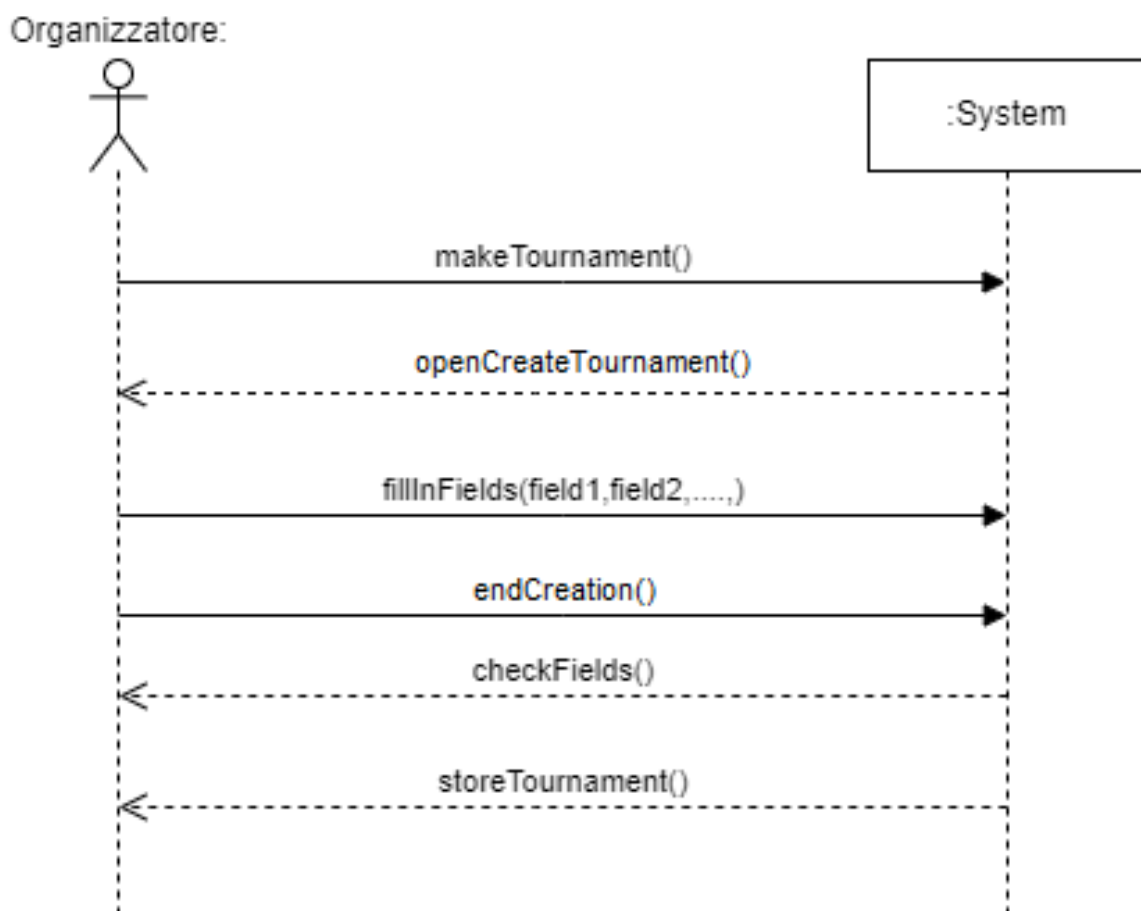 Organizzatore:
:System
makeTournament()
openCreateTournament()
fillInFields(field1,field2,....,)
endCreation()
checkFields()
storeTournament()